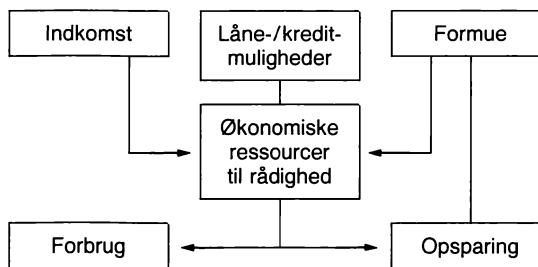 Indkomst
Låne-/kredit-
muligheder
Formue
Økonomiske
ressourcer
til rådighed
Forbrug
Opsparing